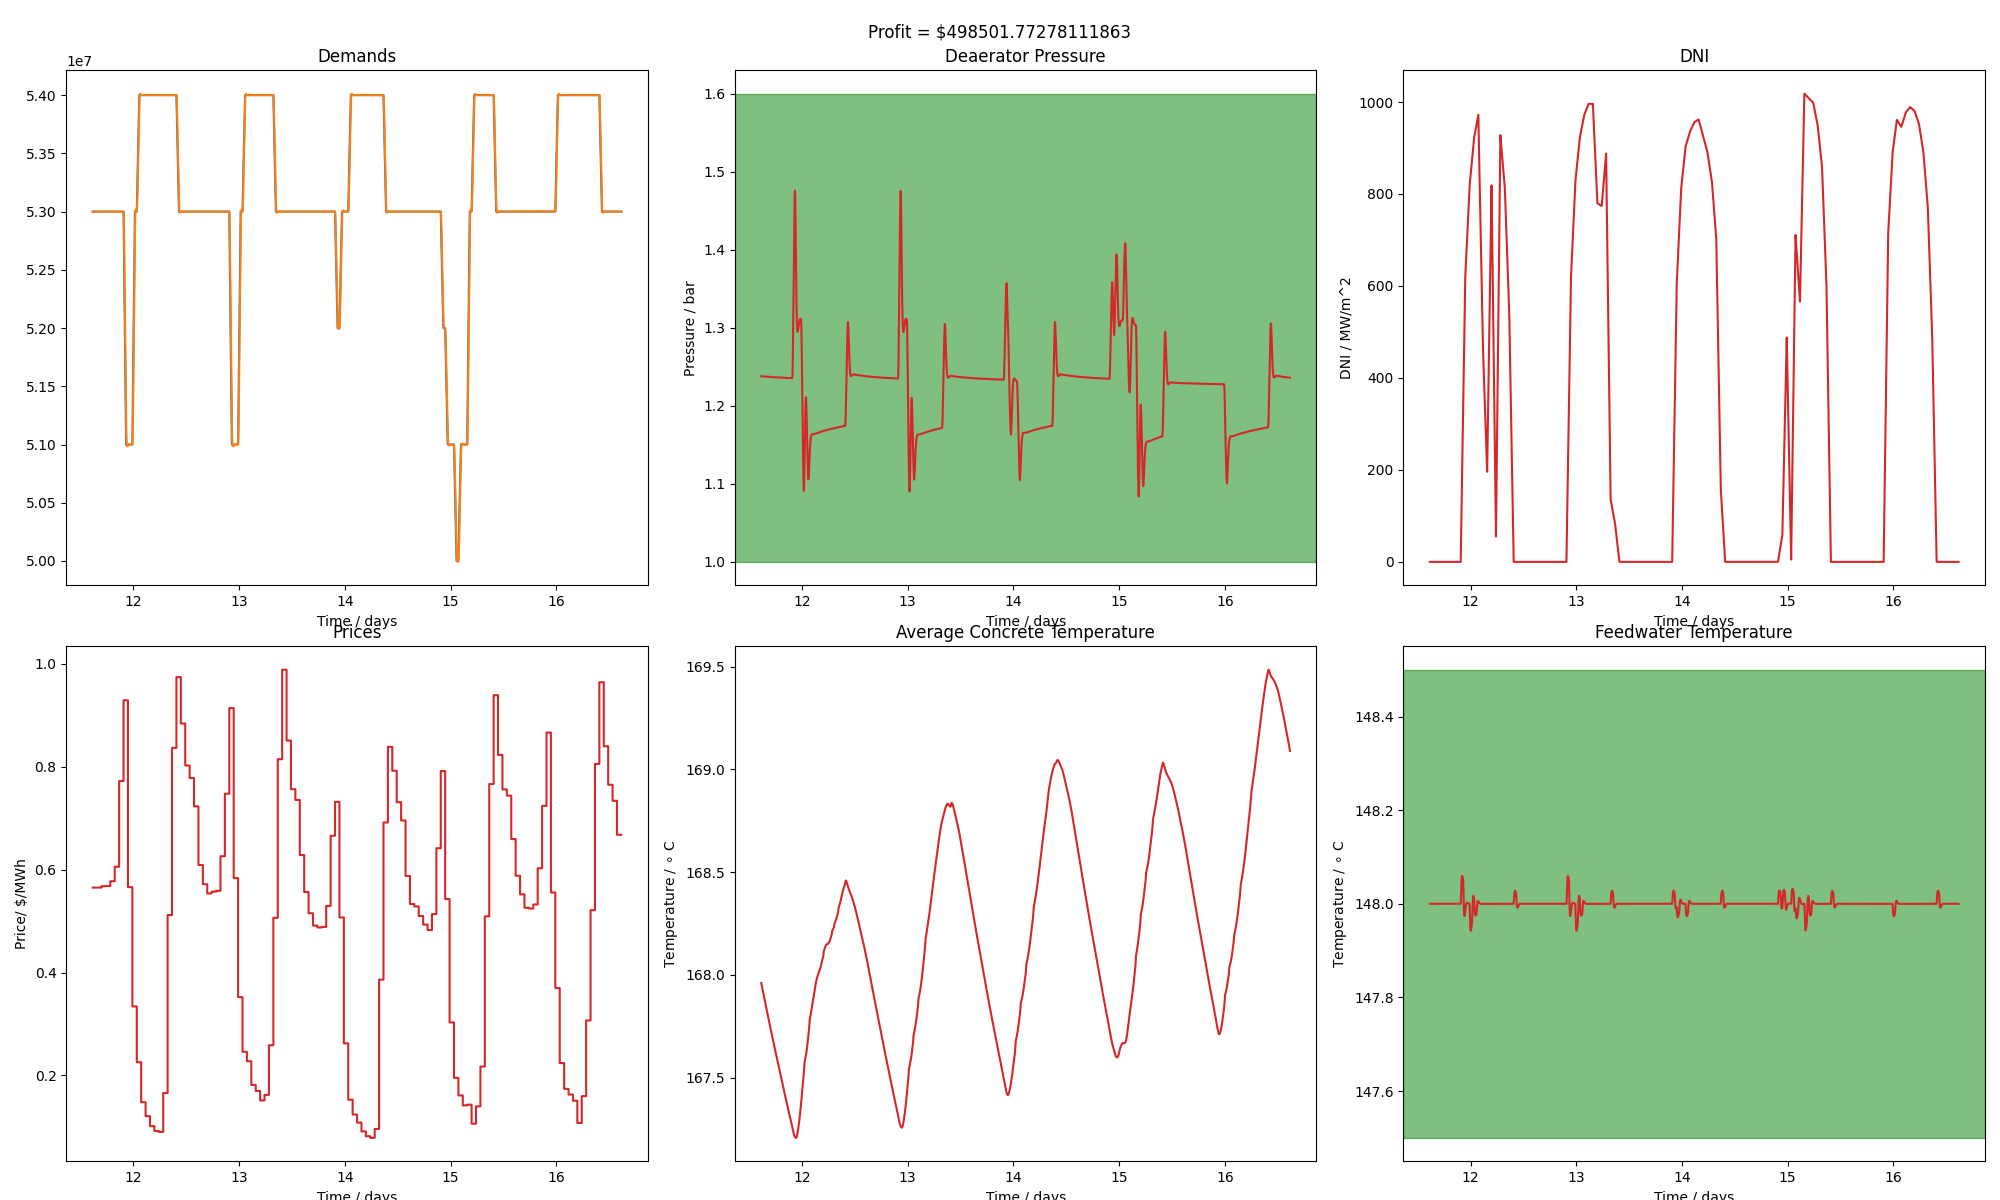 Profit = $498501.77278111863
Demands
1e7
5.40
5.35
5.30
5.25
5.20
5.15
5.10
5.05
5.00
12 13 14 15 16
Time / days
Deaerator Pressure
Pressure / bar
1.6
1.5
1.4
1.3
1.2
1.1
1.0
12 13 14 15 16
Time / days
DNI
DNI / MW/m^2
1000
800
600
400
200
0
12 13 14 15 16
Time / days
Prices
Price/ $/MWh
1.0
0.8
0.6
0.4
0.2
12 13 14 15 16
Time / days
Average Concrete Temperature
Temperature / ∘ C
169.5
169.0
168.5
168.0
167.5
12 13 14 15 16
Time / days
Feedwater Temperature
Temperature / ∘ C
148.4
148.2
148.0
147.8
147.6
12 13 14 15 16
Time / days